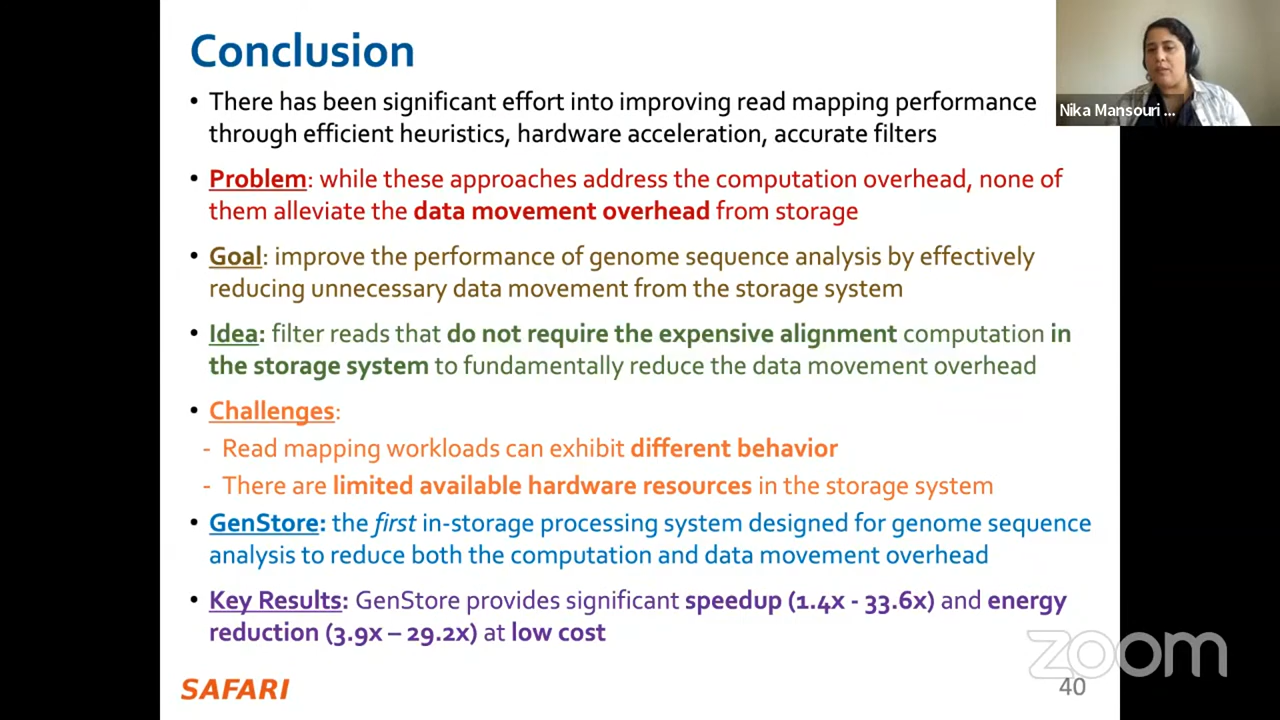 Conclusion
• There has been significant effort into improving read mapping performance
through efficient heuristics, hardware acceleration, accurate filters
• Problem: while these approaches address the computation overhead, none of
them alleviate the data movement overhead from storage
• Goal: improve the performance of genome sequence analysis by effectively
reducing unnecessary data movement from the storage system
• Idea: filter reads that do not require the expensive alignment computation in
the storage system to fundamentally reduce the data movement overhead
• Challenges:
- Read mapping workloads can exhibit different behavior
- There are limited available hardware resources in the storage system
• GenStore: the first in-storage processing system designed for genome sequence
analysis to reduce both the computation and data movement overhead
• Key Results: GenStore provides significant speedup (1.4x - 33.6x) and energy
reduction (3.9x – 29.2x) at low cost
SAFARI
40
Nika Mansouri ...
zoom